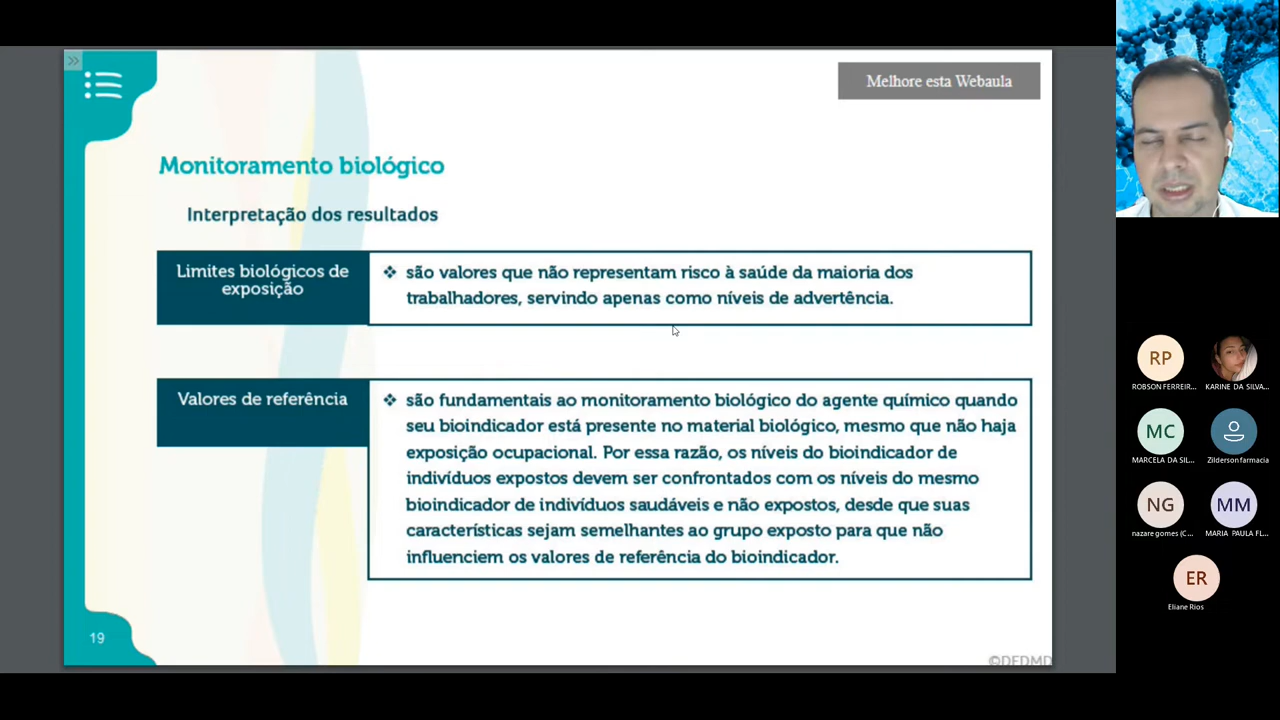 »
Melhore esta Webaula
Monitoramento biológico
Interpretação dos resultados
Limites biológicos de
exposição
❖ são valores que não representam risco à saúde da maioria dos
trabalhadores, servindo apenas como níveis de advertência.
Valores de referência
❖ são fundamentais ao monitoramento biológico do agente químico quando
seu bioindicador está presente no material biológico, mesmo que não haja
exposição ocupacional. Por essa razão, os níveis do bioindicador de
indivíduos expostos devem ser confrontados com os níveis do mesmo
bioindicador de indivíduos saudáveis e não expostos, desde que suas
características sejam semelhantes ao grupo exposto para que não
influenciem os valores de referência do bioindicador.
19
©DEDMD
RP
ROBSON FERREIR...
KARINE DA SILVA...
MC
MARCELA DA SIL...
Zilderson farmacia
NG
nazare gomes (C...
MM
MARIA PAULA FL...
ER
Eliane Rios